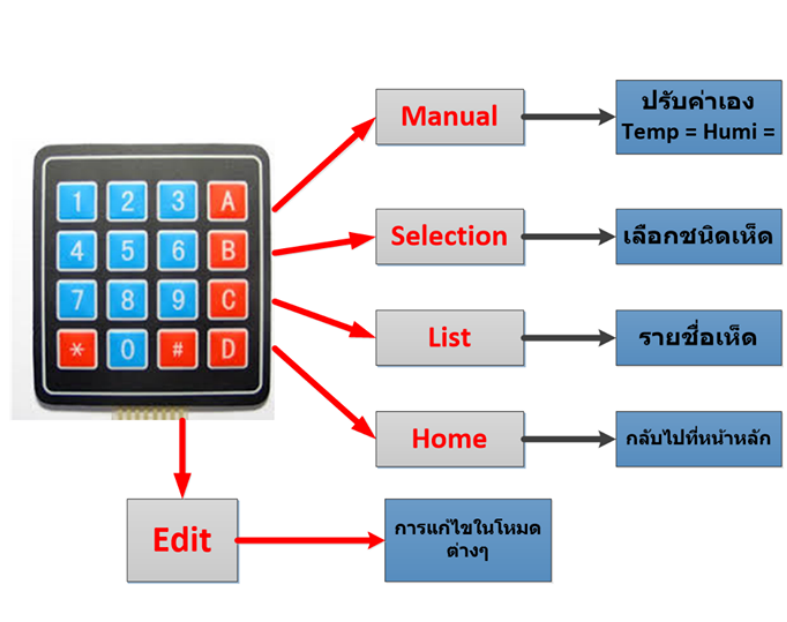 1 2 3 A
4 5 6 B
7 8 9 C
* 0 # D
Manual
ปรับค่าเอง
Temp = Humi =
Selection
เลือกชนิดเห็ด
List
รายชื่อเห็ด
Home
กลับไปที่หน้าหลัก
Edit
การแก้ไขในโหมด
ต่างๆ